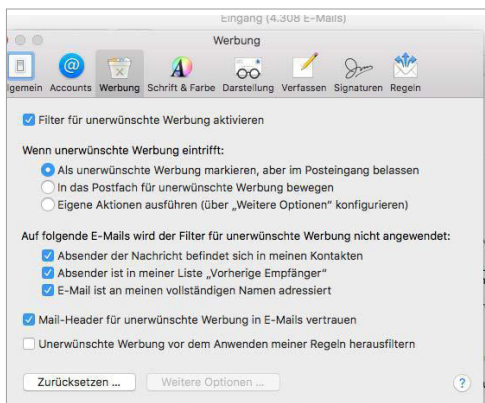 Eingang (4.308 E-Mails)
Werbung
lgemein Accounts Werbung Schrift & Farbe Darstellung Verfassen Signaturen Regeln
Filter für unerwünschte Werbung aktivieren
Wenn unerwünschte Werbung eintrifft:
Als unerwünschte Werbung markieren, aber im Posteingang belassen
In das Postfach für unerwünschte Werbung bewegen
Eigene Aktionen ausführen (über „Weitere Optionen“ konfigurieren)
Auf folgende E-Mails wird der Filter für unerwünschte Werbung nicht angewendet:
Absender der Nachricht befindet sich in meinen Kontakten
Absender ist in meiner Liste „Vorherige Empfänger“
E-Mail ist an meinen vollständigen Namen adressiert
Mail-Header für unerwünschte Werbung in E-Mails vertrauen
Unerwünschte Werbung vor dem Anwenden meiner Regeln herausfiltern
Zurücksetzen ... Weitere Optionen ... ?